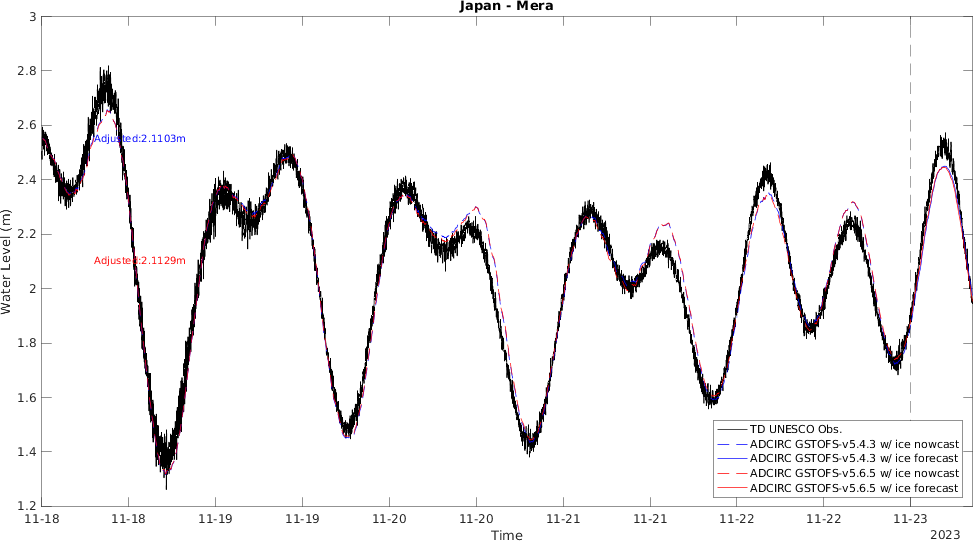 Japan - Mera
3
2.8
2.6
2.4
2.2
2
1.8
1.6
1.4
1.2
Water Level (m)
Adjusted:2.1103m
Adjusted:2.1129m
TD UNESCO Obs.
ADCIRC GSTOFS-v5.4.3 w/ ice nowcast
ADCIRC GSTOFS-v5.4.3 w/ ice forecast
ADCIRC GSTOFS-v5.6.5 w/ ice nowcast
ADCIRC GSTOFS-v5.6.5 w/ ice forecast
11-18 11-18 11-19 11-19 11-20 11-20 11-21 11-21 11-22 11-22 11-23
Time
2023